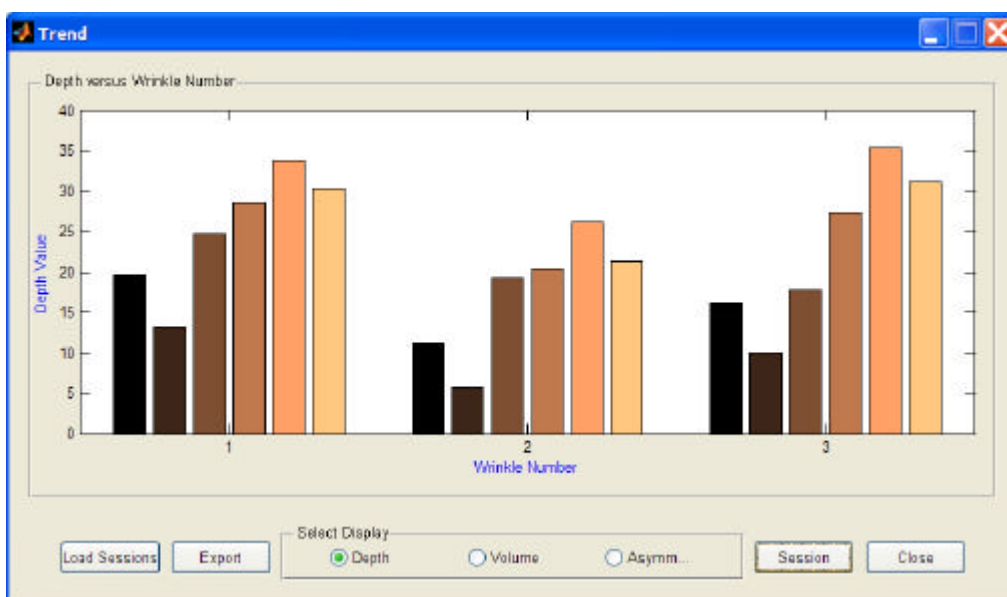 Trend
Depth versus Wrinkle Number
40
35
30
25
20
15
10
5
0
Depth Value
1 2 3
Wrinkle Number
Select Display
Load Sessions Export Depth Volume Asymm... Session Close